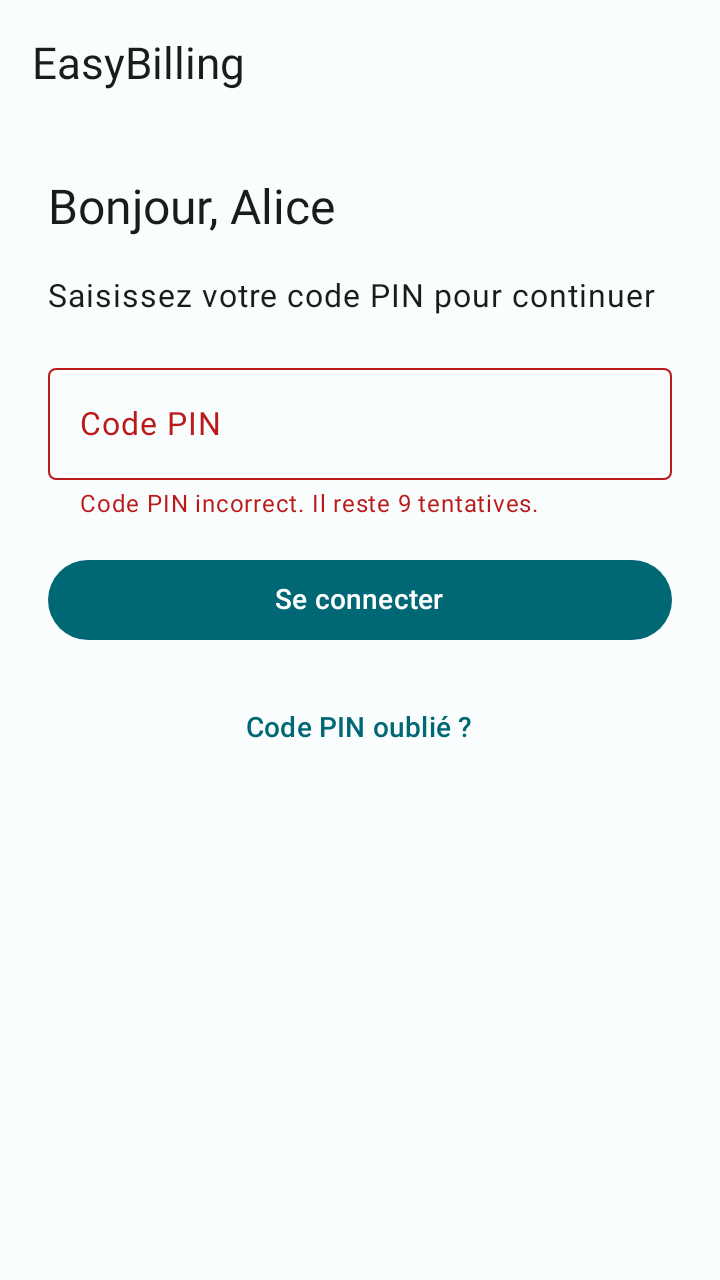 EasyBilling
Bonjour, Alice
Saisissez votre code PIN pour continuer
Code PIN
Code PIN incorrect. Il reste 9 tentatives.
Se connecter
Code PIN oublié ?